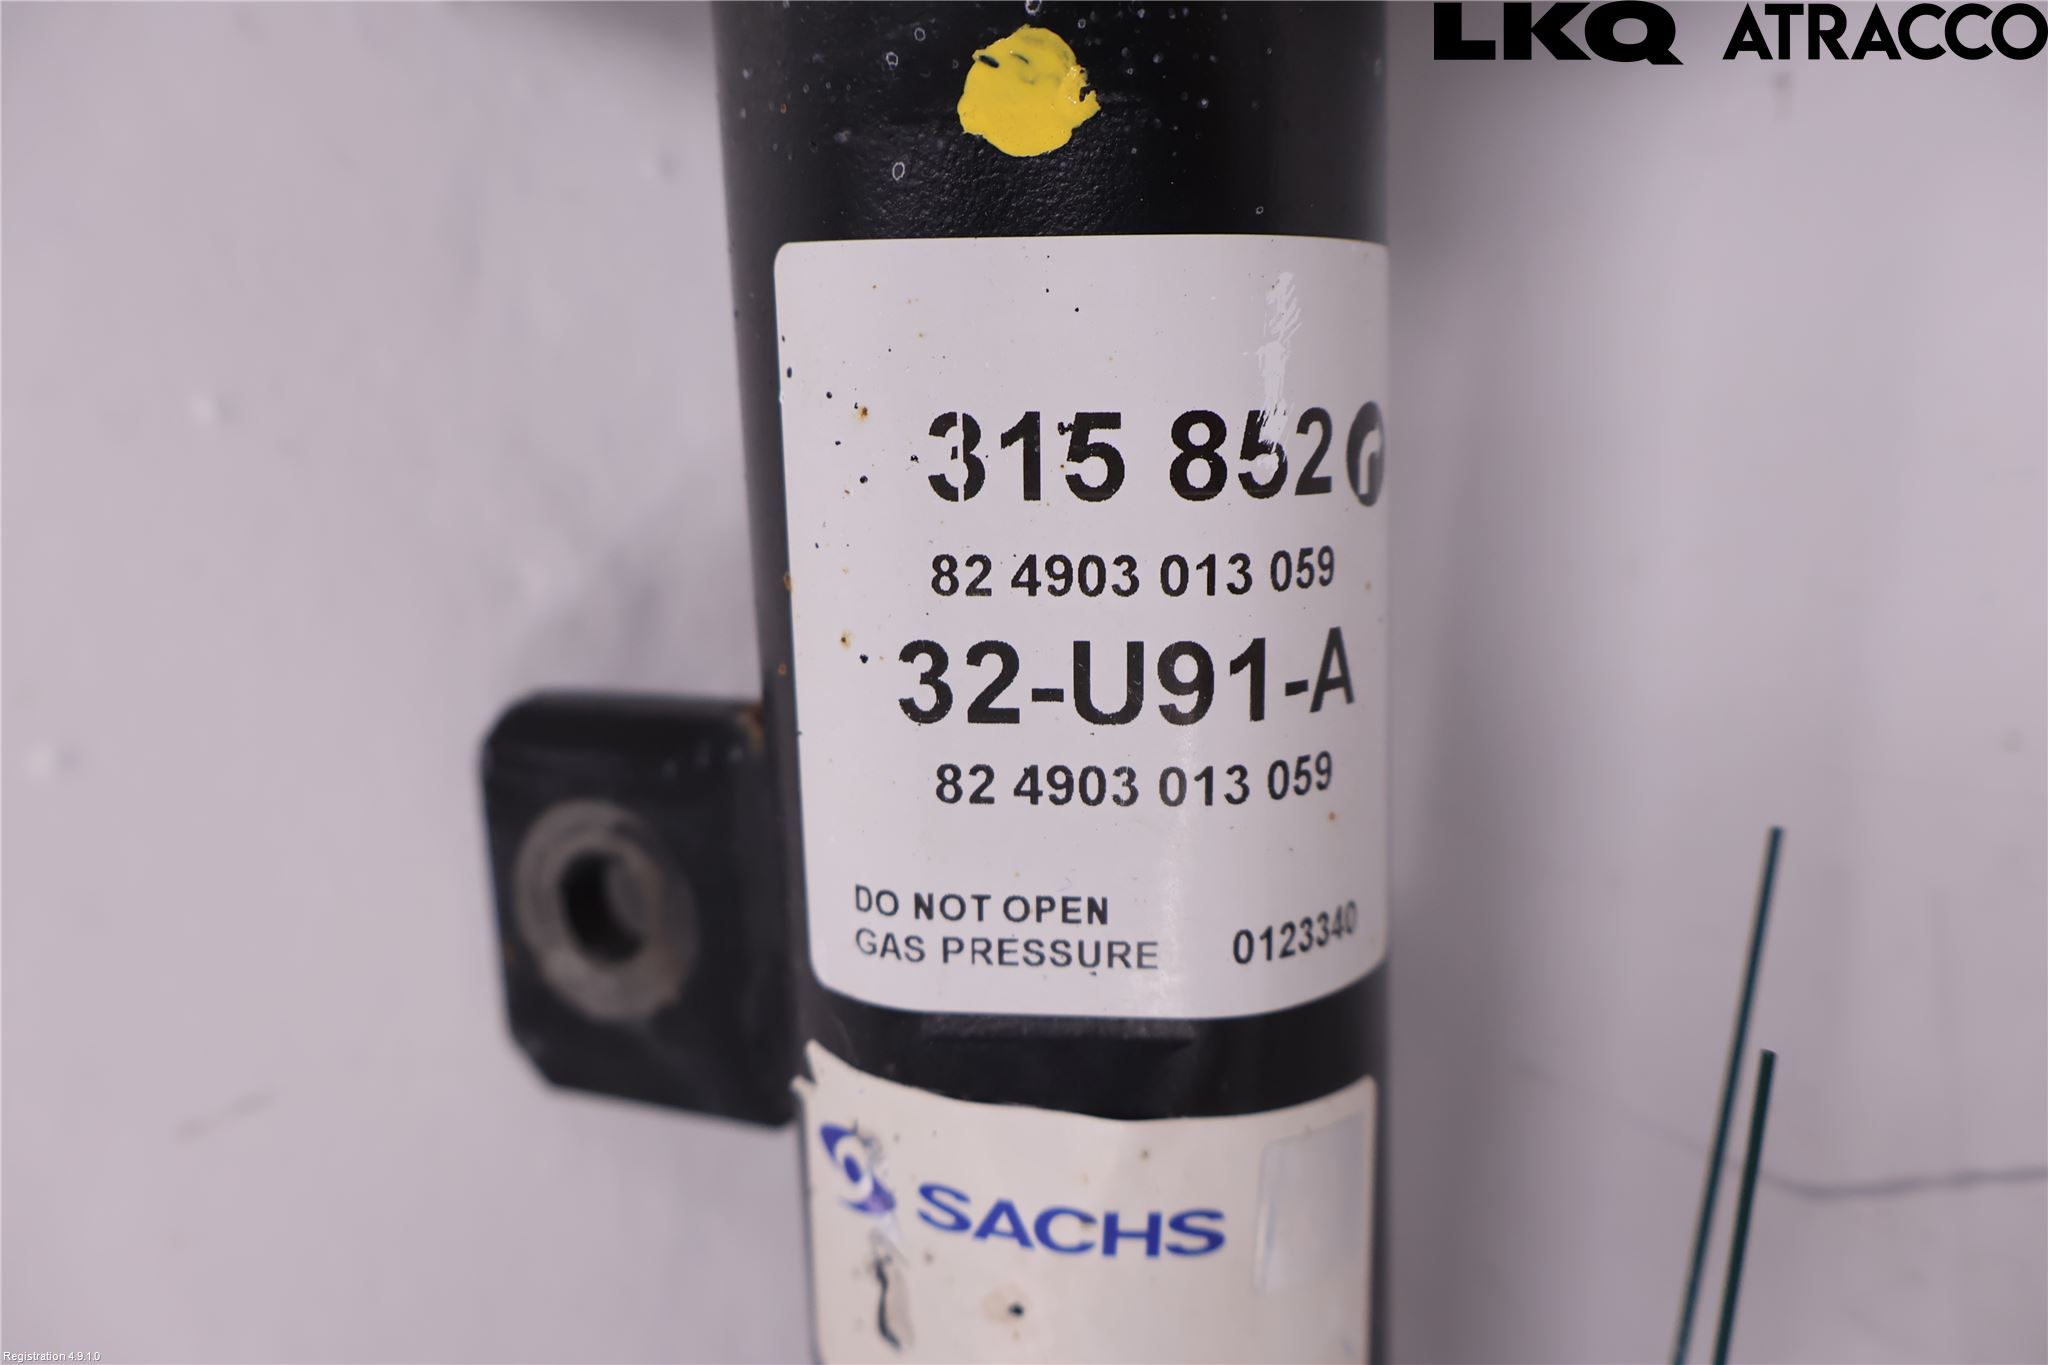 LKQ ATRACCO
315 852
82 4903 013 059
32-U91-A
82 4903 013 059
DO NOT OPEN
GAS PRESSURE 0123340
SACHS
Registration 4.9.1.0